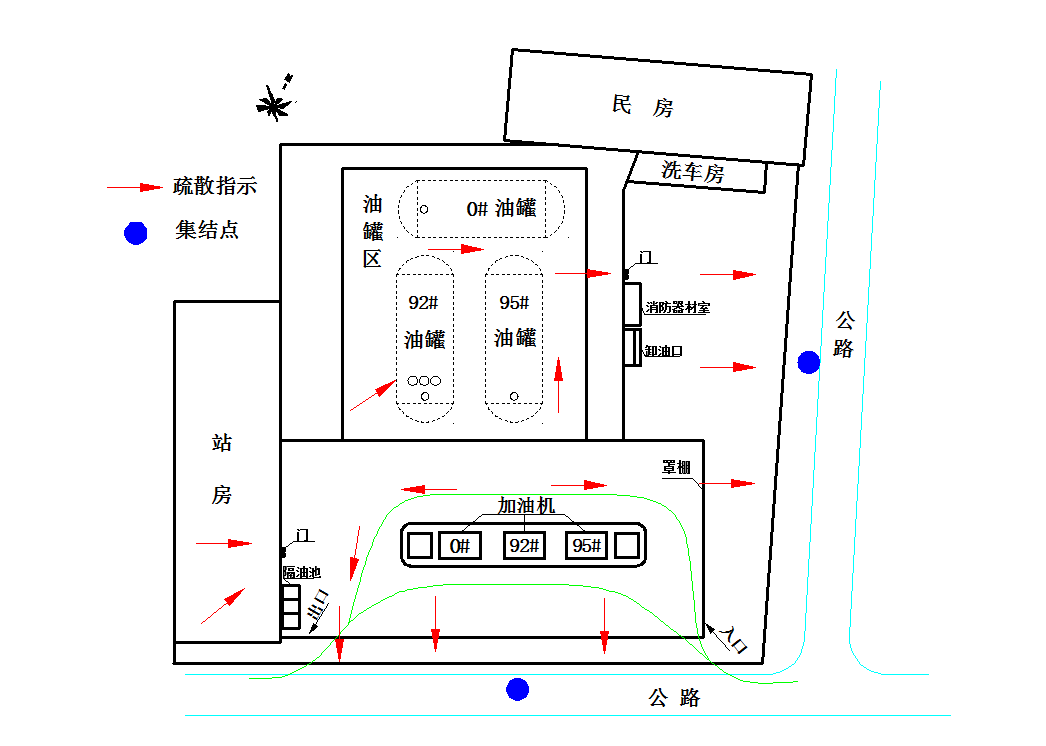 民 房
洗车房
疏散指示
集结点
油罐区
0# 油罐
92#
油罐
95#
油罐
门
消防器材室
卸油口
公路
站房
罩棚
加油机
0#
92#
95#
门
隔油池
出口
入口
公 路